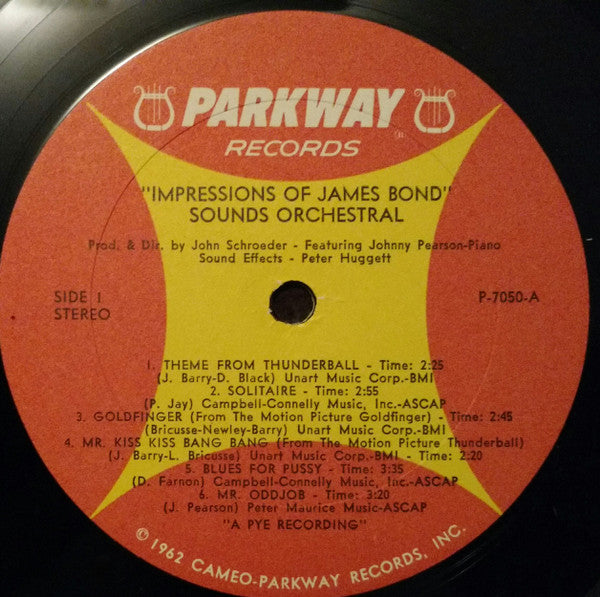 PARKWAY
RECORDS
"IMPRESSIONS OF JAMES BOND"
SOUNDS ORCHESTRAL
Prod. & Dir. by John Schroeder - Featuring Johnny Pearson-Piano
Sound Effects - Peter Huggett
SIDE 1
STEREO
P-7050-A
1. THEME FROM THUNDERBALL - Time: 2:25
(J. Barry-D. Black) Unart Music Corp.-BMI
2. SOLITAIRE - Time: 2:55
(P. Jay) Campbell-Connelly Music, Inc.-ASCAP
3. GOLDFINGER (From The Motion Picture Goldfinger) - Time: 2:45
(Bricusse-Newley-Barry) Unart Music Corp.-BMI
4. MR. KISS KISS BANG BANG (From The Motion Picture Thunderball)
(J. Barry-L. Bricusse) Unart Music Corp.-BMI - Time: 2:20
5. BLUES FOR PUSSY - Time: 3:35
(D. Farnon) Campbell-Connelly Music, Inc.-ASCAP
6. MR. ODDJOB - Time: 3:20
(J. Pearson) Peter Maurice Music-ASCAP
"A PYE RECORDING"
© 1962 CAMEO-PARKWAY RECORDS, INC.